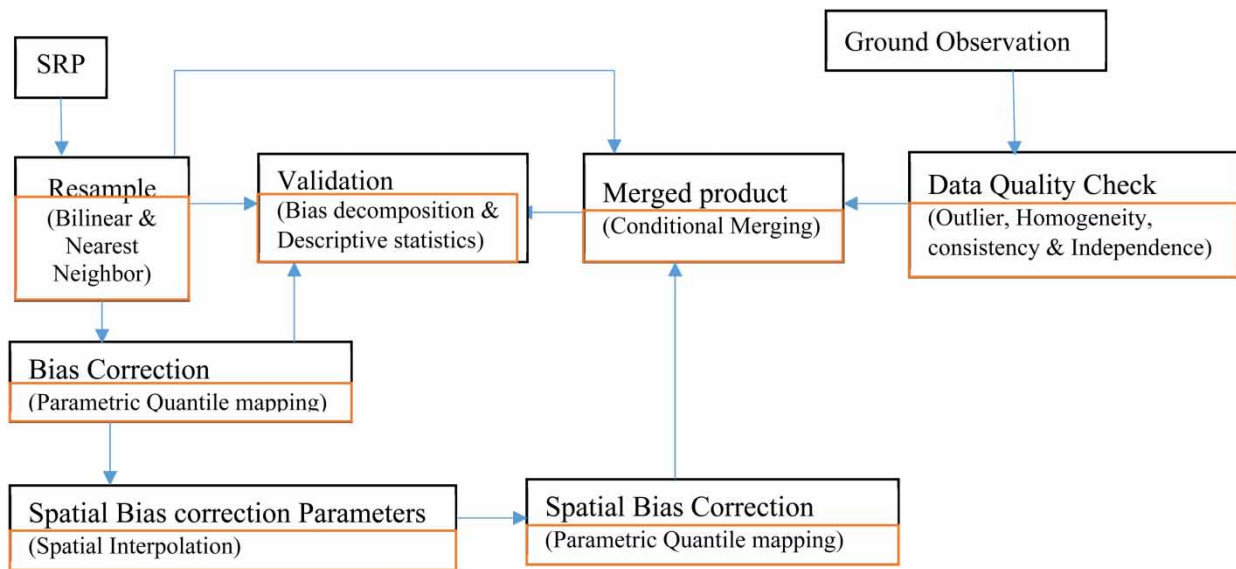 SRP
Ground Observation
Resample
(Bilinear &
Nearest
Neighbor)
Validation
(Bias decomposition &
Descriptive statistics)
Merged product
(Conditional Merging)
Data Quality Check
(Outlier, Homogeneity,
consistency & Independence)
Bias Correction
(Parametric Quantile mapping)
Spatial Bias correction Parameters
(Spatial Interpolation)
Spatial Bias Correction
(Parametric Quantile mapping)